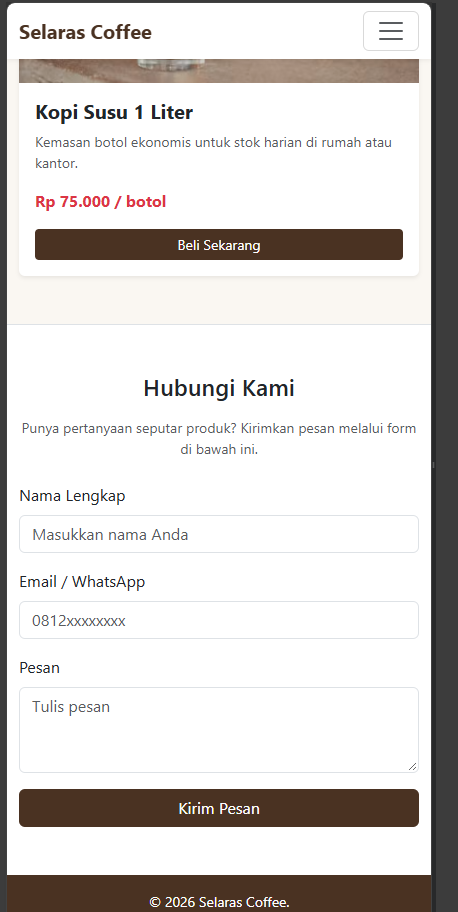 Selaras Coffee
Kopi Susu 1 Liter
Kemasan botol ekonomis untuk stok harian di rumah atau
kantor.
Rp 75.000 / botol
Beli Sekarang
Hubungi Kami
Punya pertanyaan seputar produk? Kirimkan pesan melalui form
di bawah ini.
Nama Lengkap
Masukkan nama Anda
Email / WhatsApp
0812xxxxxxxx
Pesan
Tulis pesan
Kirim Pesan
© 2026 Selaras Coffee.